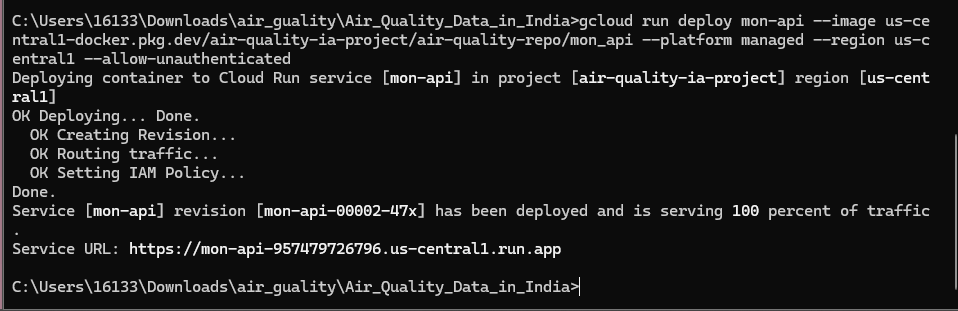 C:\Users\16133\Downloads\air_guality\Air_Quality_Data_in_India>gcloud run deploy mon-api --image us-ce
ntral1-docker.pkg.dev/air-quality-ia-project/air-quality-repo/mon_api --platform managed --region us-c
entral1 --allow-unauthenticated
Deploying container to Cloud Run service [mon-api] in project [air-quality-ia-project] region [us-cent
ral1]
OK Deploying... Done.
  OK Creating Revision...
  OK Routing traffic...
  OK Setting IAM Policy...
Done.
Service [mon-api] revision [mon-api-00002-47x] has been deployed and is serving 100 percent of traffic
.
Service URL: https://mon-api-957479726796.us-central1.run.app
C:\Users\16133\Downloads\air_guality\Air_Quality_Data_in_India>